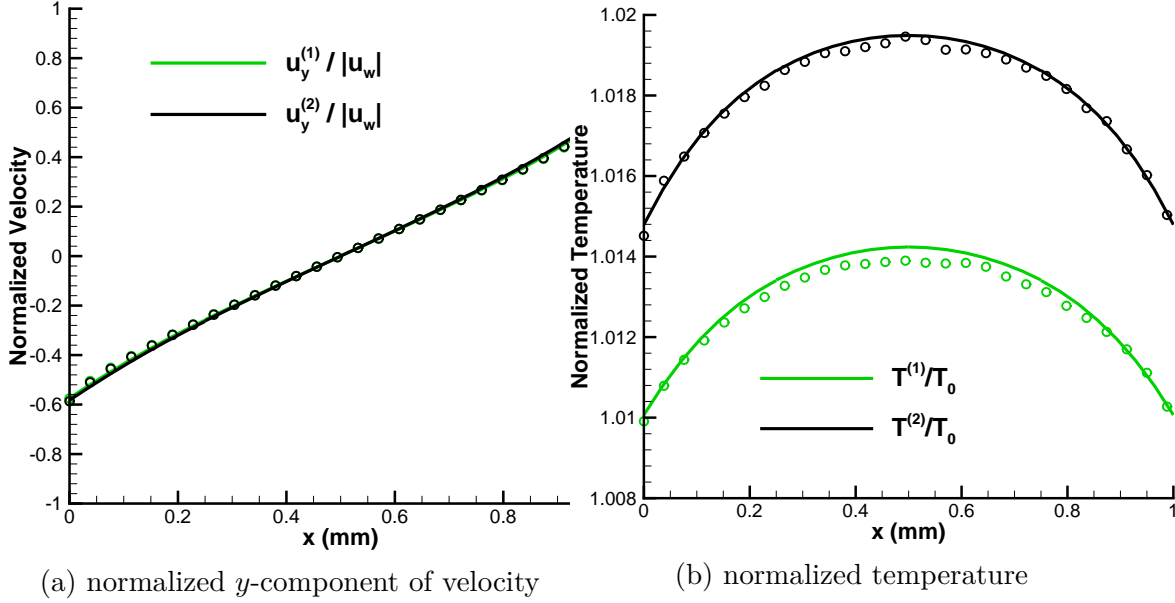 Normalized Velocity
1
0.8
0.6
0.4
0.2
0
-0.2
-0.4
-0.6
-0.8
-1
u_y^(1) / |u_w|
u_y^(2) / |u_w|
0 0.2 0.4 0.6 0.8
x (mm)
(a) normalized y-component of velocity
Normalized Temperature
1.02
1.018
1.016
1.014
1.012
1.01
1.008
T^(1)/T_0
T^(2)/T_0
0 0.2 0.4 0.6 0.8 1
x (mm)
(b) normalized temperature